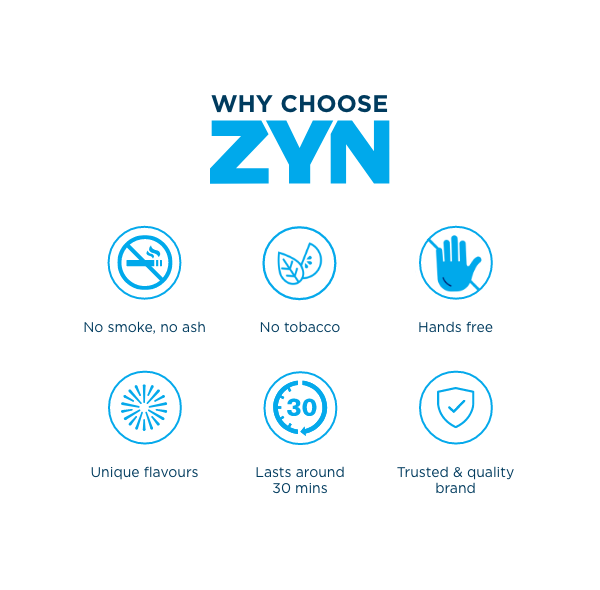 WHY CHOOSE
ZYN
No smoke, no ash
No tobacco
Hands free
Unique flavours
30
Lasts around
30 mins
Trusted & quality
brand